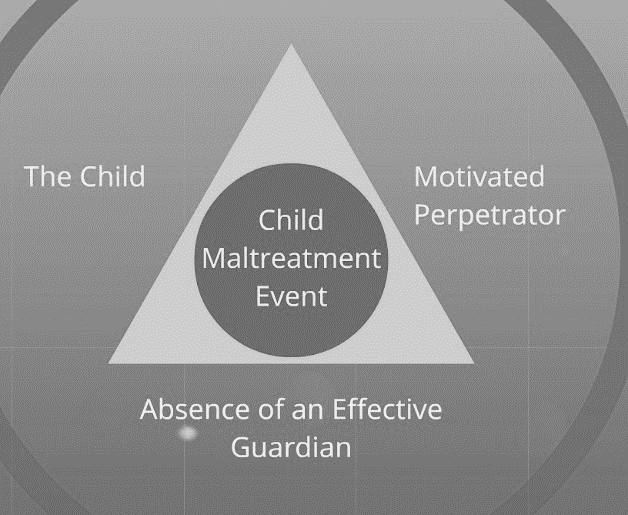 The Child
Motivated
Perpetrator
Child
Maltreatment
Event
Absence of an Effective
Guardian